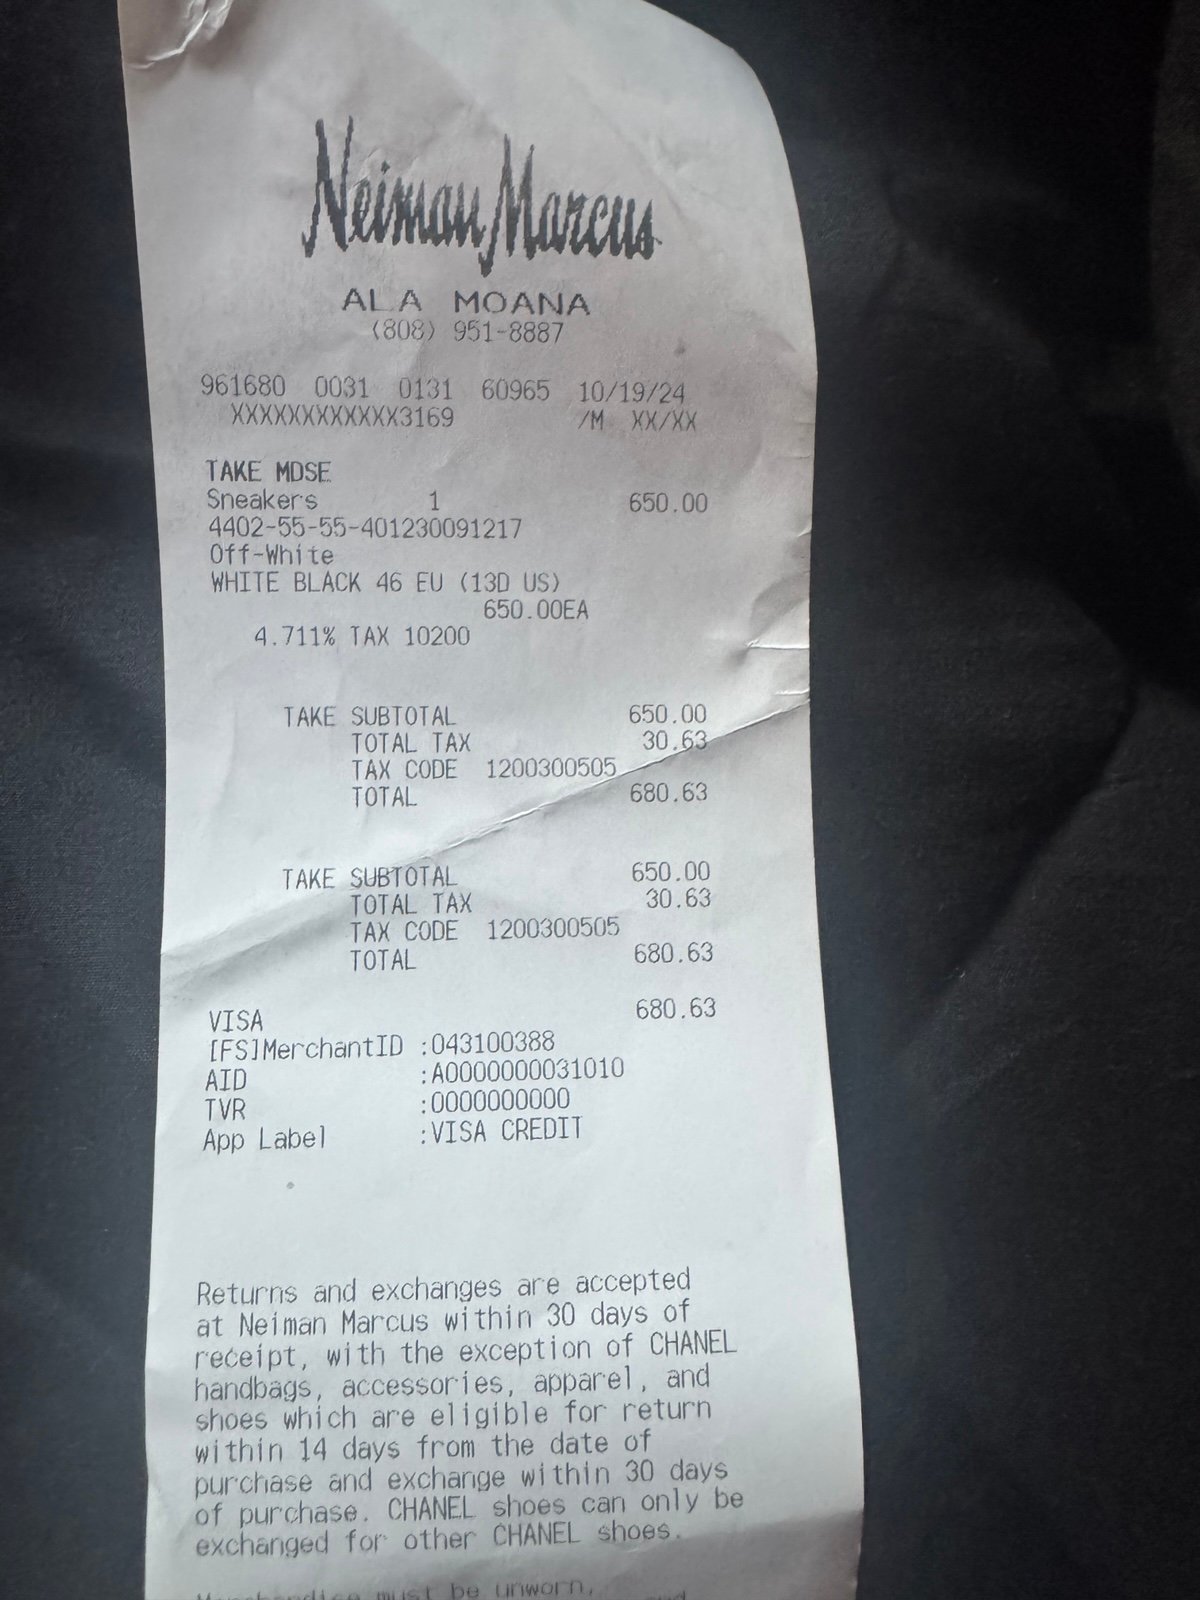 Neiman Marcus
ALA MOANA
(808) 951-8887
961680 0031 0131 60965 10/19/24
XXXXXXXXXXXX3169 /M XX/XX
TAKE MDSE
Sneakers 1 650.00
4402-55-55-401230091217
Off-White
WHITE BLACK 46 EU (13D US)
650.00EA
4.711% TAX 10200
TAKE SUBTOTAL 650.00
TOTAL TAX 30.63
TAX CODE 1200300505
TOTAL 680.63
TAKE SUBTOTAL 650.00
TOTAL TAX 30.63
TAX CODE 1200300505
TOTAL 680.63
VISA 680.63
[FS]MerchantID :043100388
AID :A0000000031010
TVR :0000000000
App Label :VISA CREDIT
Returns and exchanges are accepted
at Neiman Marcus within 30 days of
receipt, with the exception of CHANEL
handbags, accessories, apparel, and
shoes which are eligible for return
within 14 days from the date of
purchase and exchange within 30 days
of purchase. CHANEL shoes can only be
exchanged for other CHANEL shoes.
Merchandise must be unworn,